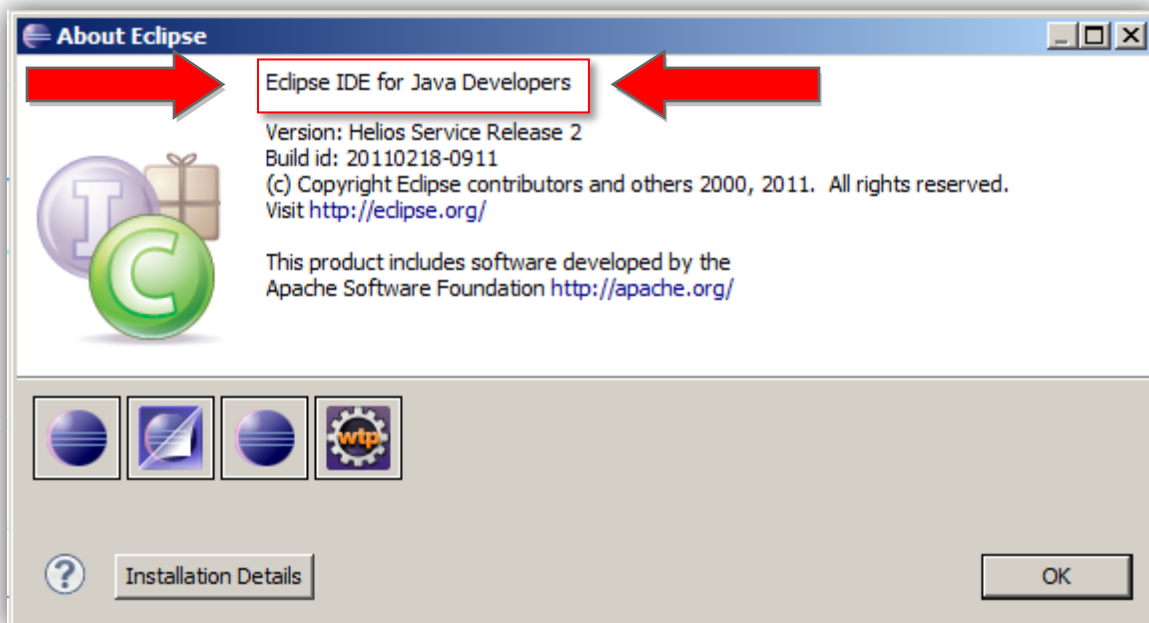 About Eclipse
Eclipse IDE for Java Developers
Version: Helios Service Release 2
Build id: 20110218-0911
(c) Copyright Eclipse contributors and others 2000, 2011.  All rights reserved.
Visit http://eclipse.org/
This product includes software developed by the
Apache Software Foundation http://apache.org/
I
C
wtp
?
Installation Details
OK